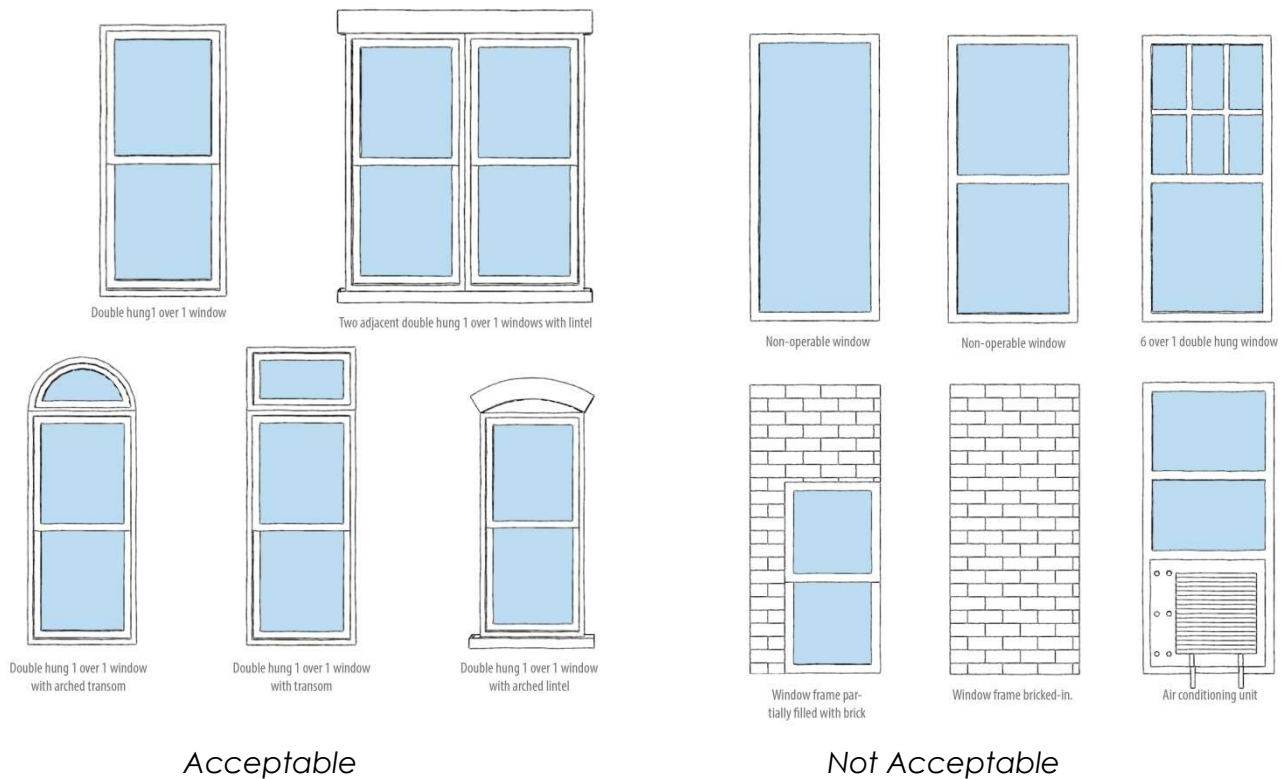 Double hung1 over 1 window
Two adjacent double hung 1 over 1 windows with lintel
Non-operable window
Non-operable window
6 over 1 double hung window
Double hung 1 over 1 window
with arched transom
Double hung 1 over 1 window
with transom
Double hung 1 over 1 window
with arched lintel
Window frame par-
tially filled with brick
Window frame bricked-in.
Air conditioning unit
Acceptable
Not Acceptable